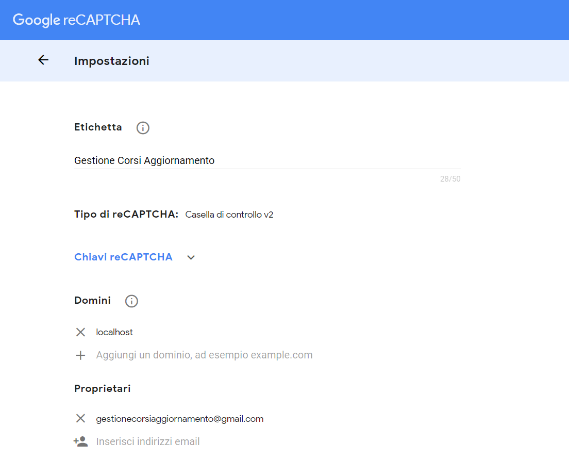 Google reCAPTCHA
Impostazioni
Etichetta
Gestione Corsi Aggiornamento
28/50
Tipo di reCAPTCHA: Casella di controllo v2
Chiavi reCAPTCHA
Domini
localhost
Aggiungi un dominio, ad esempio example.com
Proprietari
gestionecorsiaggiornamento@gmail.com
Inserisci indirizzi email